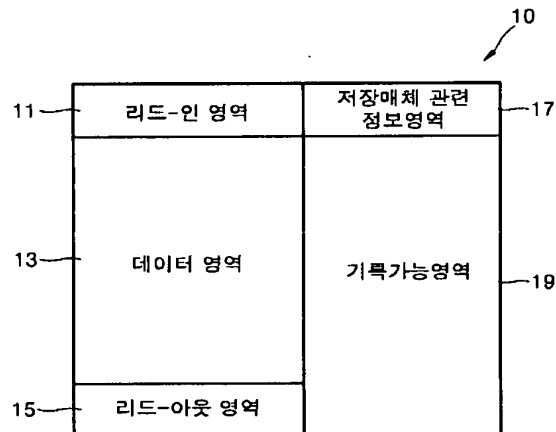 10
11
리드-인 영역
저장매체 관련
정보영역
17
13
데이터 영역
기록가능영역
19
15
리드-아웃 영역